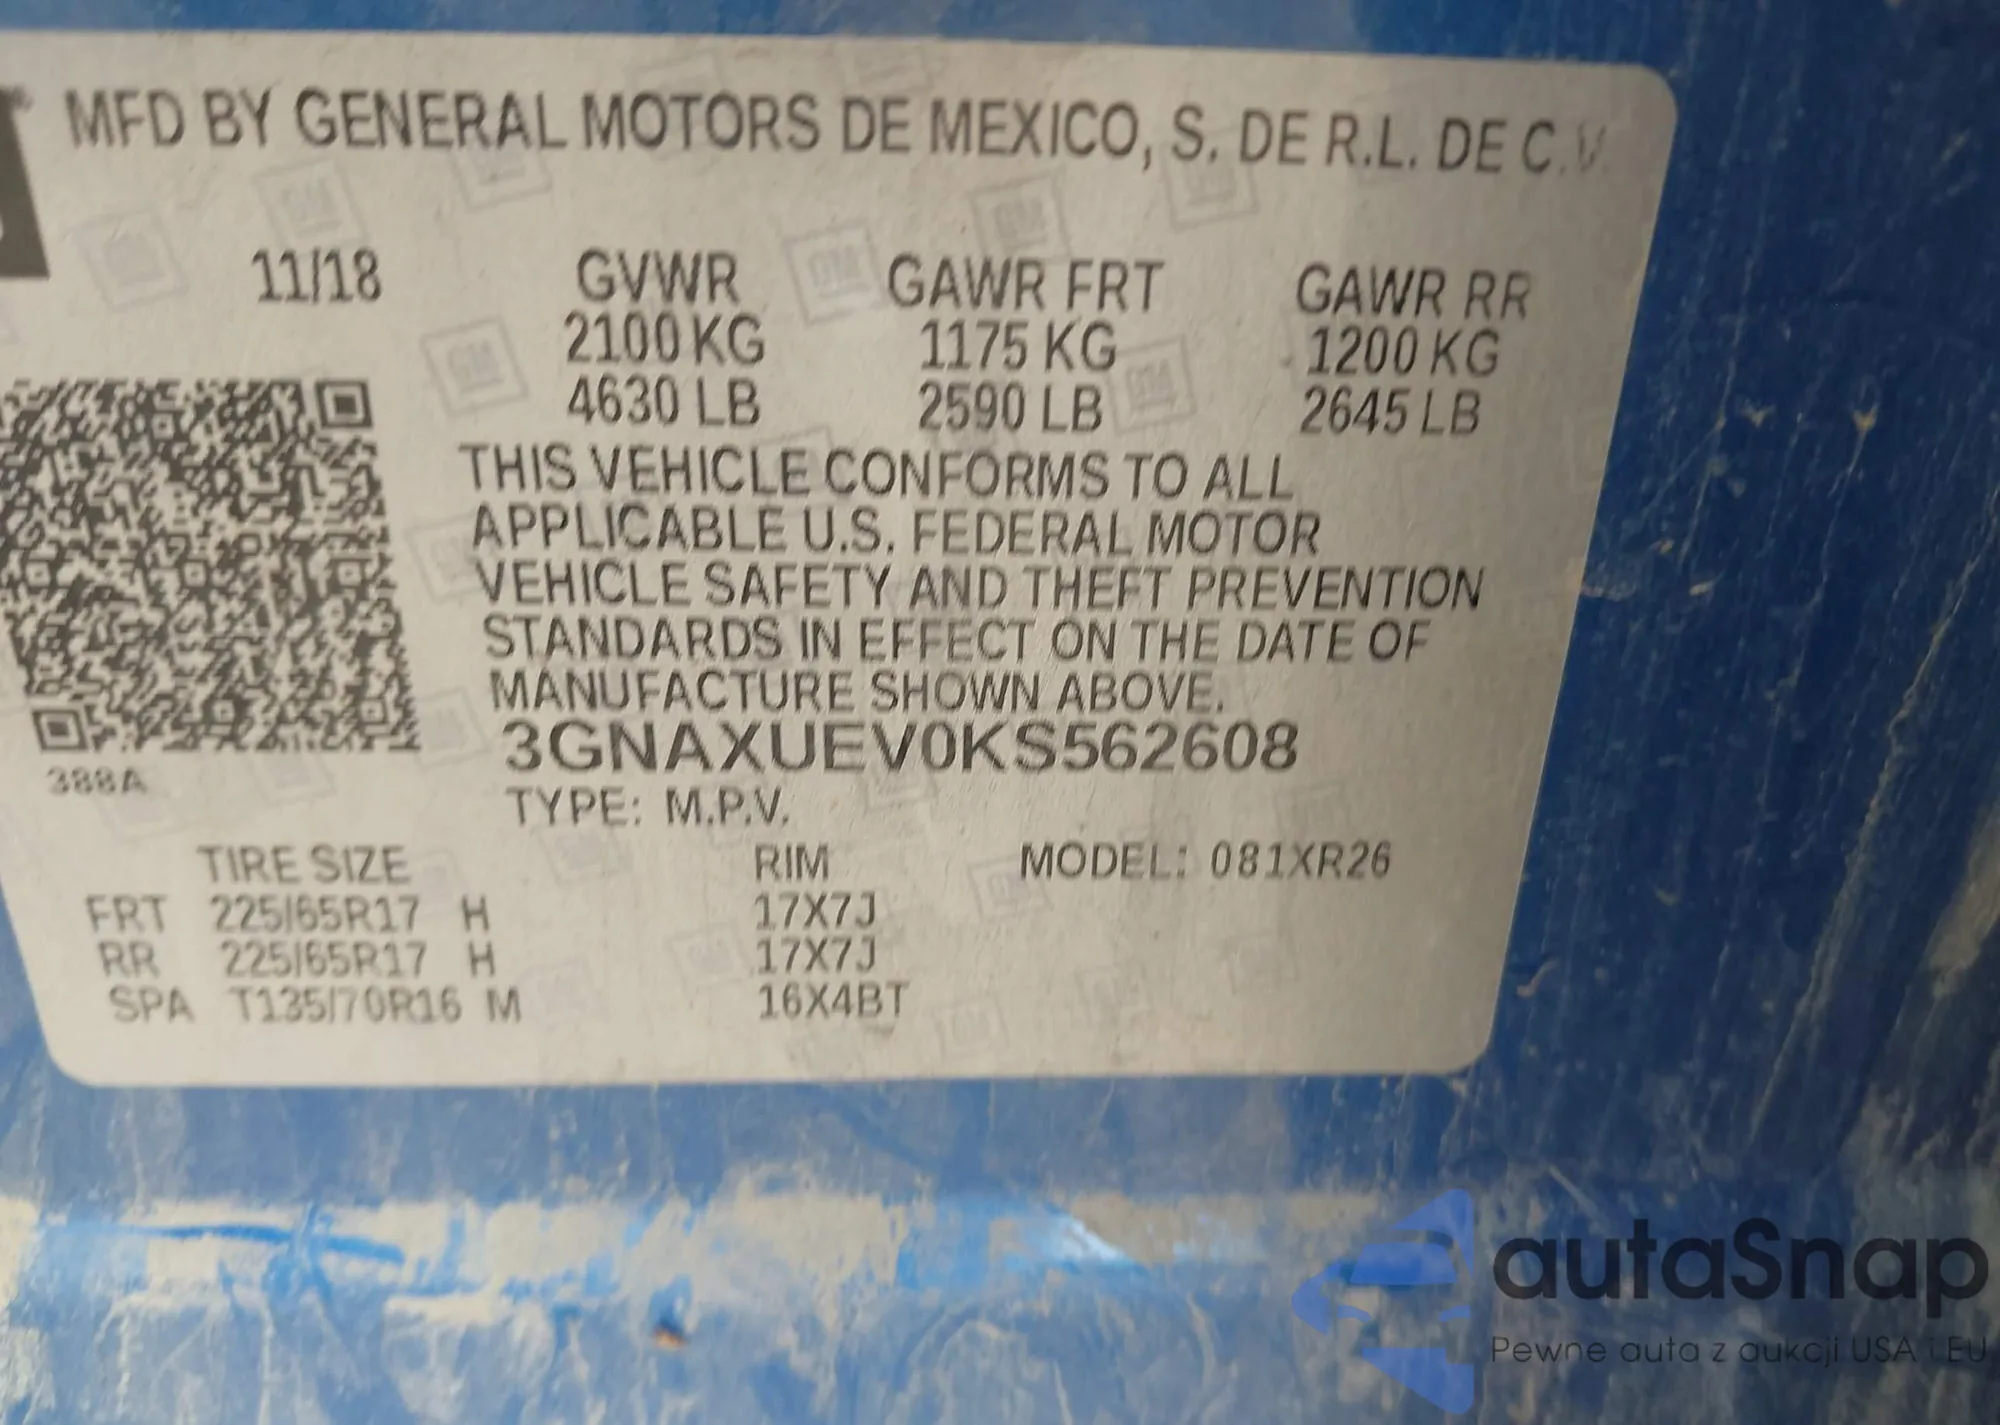 MFD BY GENERAL MOTORS DE MEXICO, S. DE R.L. DE C.V.
11/18 GVWR GAWR FRT GAWR RR
2100 KG 1175 KG 1200 KG
4630 LB 2590 LB 2645 LB
THIS VEHICLE CONFORMS TO ALL
APPLICABLE U.S. FEDERAL MOTOR
VEHICLE SAFETY AND THEFT PREVENTION
STANDARDS IN EFFECT ON THE DATE OF
MANUFACTURE SHOWN ABOVE.
3GNAXUEV0KS562608
388A
TYPE: M.P.V.
TIRE SIZE RIM MODEL: 081XR26
FRT 225/65R17 H 17X7J
RR 225/65R17 H 17X7J
SPA T135/70R16 M 16X4BT
autaSnap
Pewne auta z aukcji USA i EU